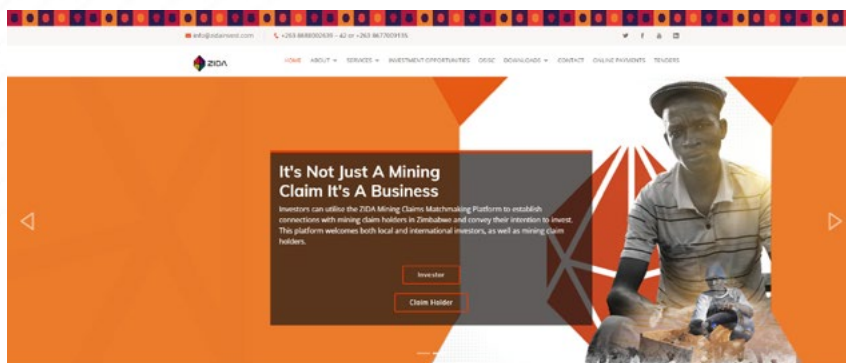 info@zidainvest.com +263-8688002639 – 42 or +263-8677009135
ZIDA HOME ABOUT SERVICES INVESTMENT OPPORTUNITIES DOWNLOADS CONTACT ONLINE PAYMENTS TENDERS
It's Not Just A Mining
Claim It's A Business
Investors can utilise the ZIDA Mining Claims Matchmaking Platform to establish
connections with mining claim holders in Zimbabwe and convey their intention to invest.
This platform welcomes both local and international investors, as well as mining claim
holders.
Investor
Claim Holder